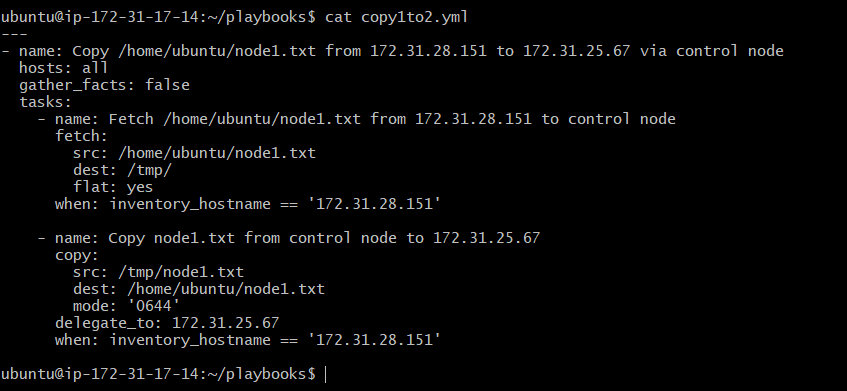 ubuntu@ip-172-31-17-14:~/playbooks$ cat copy1to2.yml
---
- name: Copy /home/ubuntu/node1.txt from 172.31.28.151 to 172.31.25.67 via control node
  hosts: all
  gather_facts: false
  tasks:
    - name: Fetch /home/ubuntu/node1.txt from 172.31.28.151 to control node
      fetch:
        src: /home/ubuntu/node1.txt
        dest: /tmp/
        flat: yes
      when: inventory_hostname == '172.31.28.151'

    - name: Copy node1.txt from control node to 172.31.25.67
      copy:
        src: /tmp/node1.txt
        dest: /home/ubuntu/node1.txt
        mode: '0644'
      delegate_to: 172.31.25.67
      when: inventory_hostname == '172.31.28.151'

ubuntu@ip-172-31-17-14:~/playbooks$